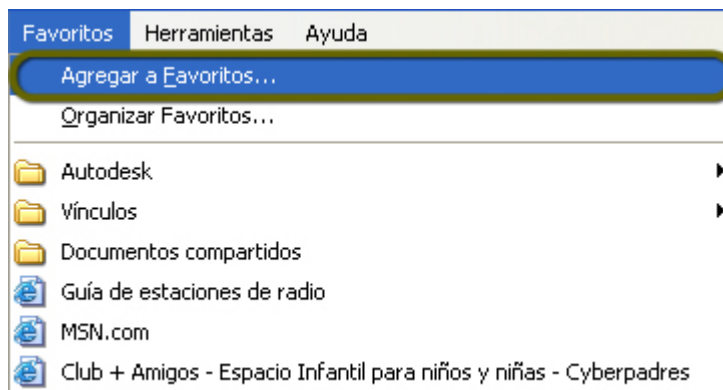 Favoritos Herramientas Ayuda
Agregar a Favoritos...
Organizar Favoritos...
Autodesk
Vínculos
Documentos compartidos
Guía de estaciones de radio
MSN.com
Club + Amigos - Espacio Infantil para niños y niñas - Cyberpadres